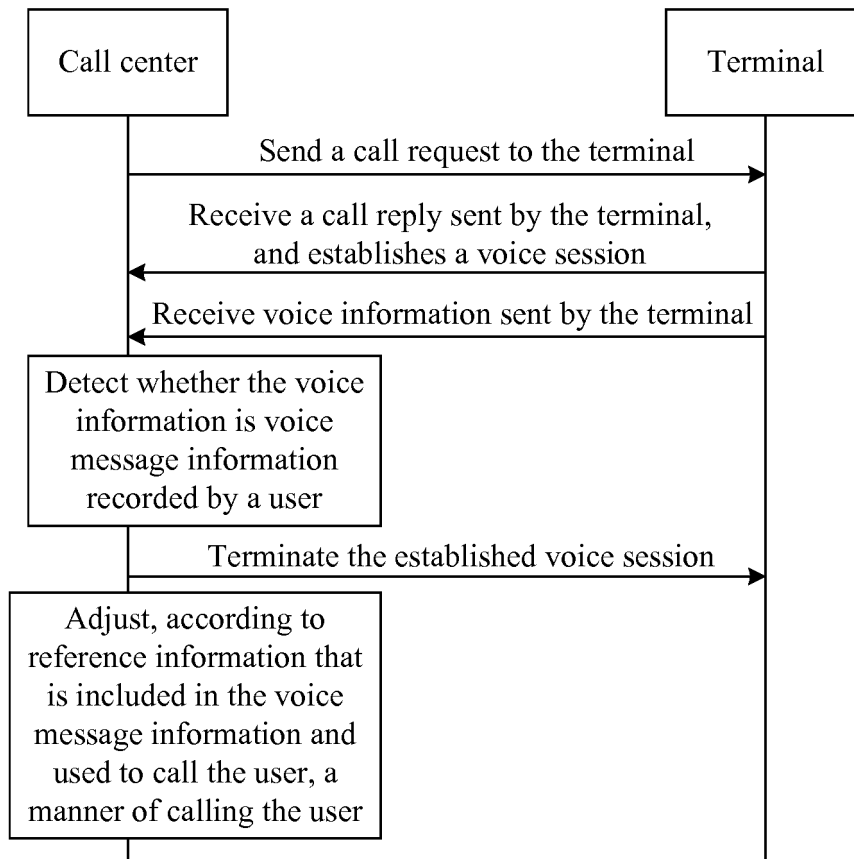 Call center
Terminal
Send a call request to the terminal
Receive a call reply sent by the terminal,
and establishes a voice session
Receive voice information sent by the terminal
Detect whether the voice
information is voice
message information
recorded by a user
Terminate the established voice session
Adjust, according to
reference information that
is included in the voice
message information and
used to call the user, a
manner of calling the user